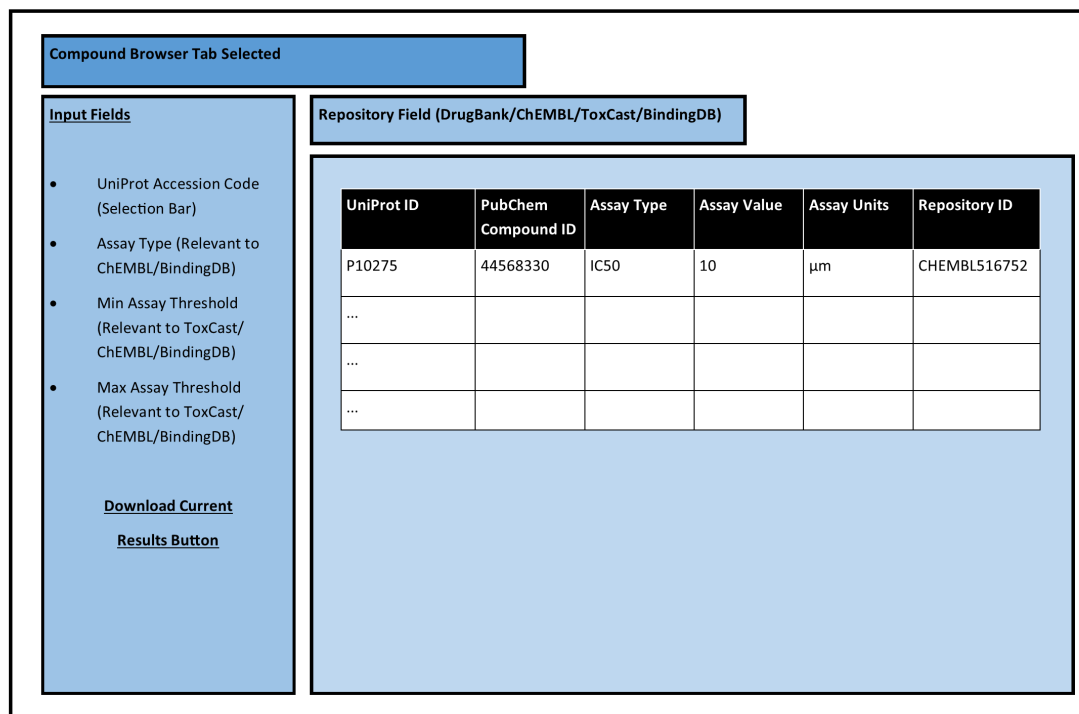 Compound Browser Tab Selected
Input Fields
• UniProt Accession Code
(Selection Bar)
• Assay Type (Relevant to
ChEMBL/BindingDB)
• Min Assay Threshold
(Relevant to ToxCast/
ChEMBL/BindingDB)
• Max Assay Threshold
(Relevant to ToxCast/
ChEMBL/BindingDB)
Download Current
Results Button
Repository Field (DrugBank/ChEMBL/ToxCast/BindingDB)
UniProt ID PubChem Compound ID Assay Type Assay Value Assay Units Repository ID
P10275 44568330 IC50 10 µm CHEMBL516752
...
...
...